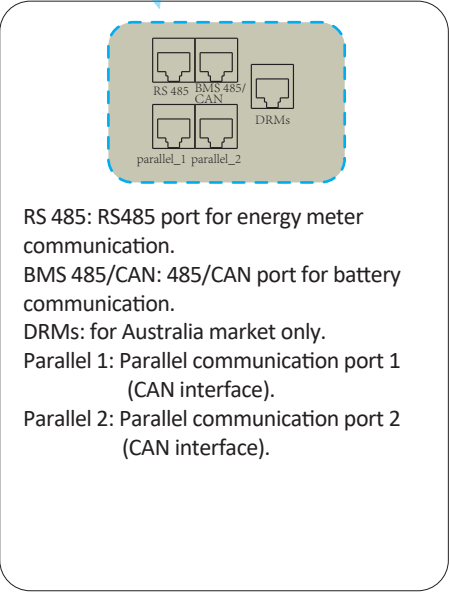 RS 485 BMS 485/
CAN
DRMs
parallel_1 parallel_2
RS 485: RS485 port for energy meter
communication.
BMS 485/CAN: 485/CAN port for battery
communication.
DRMs: for Australia market only.
Parallel 1: Parallel communication port 1
(CAN interface).
Parallel 2: Parallel communication port 2
(CAN interface).